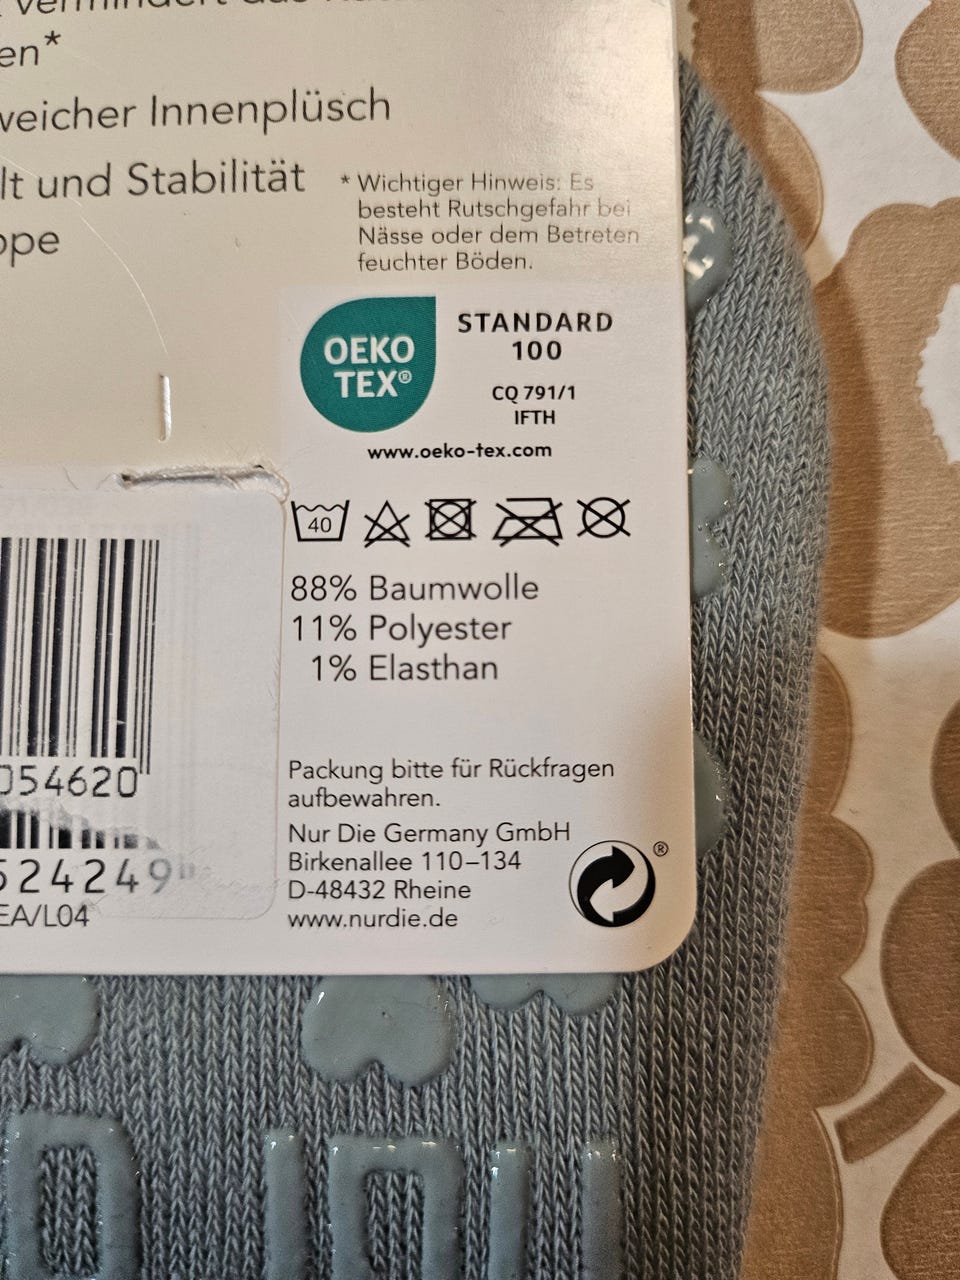 vermindert das
en*
weicher Innenplüsch
lt und Stabilität
ppe
* Wichtiger Hinweis: Es
besteht Rutschgefahr bei
Nässe oder dem Betreten
feuchter Böden.
OEKO
TEX®
STANDARD
100
CQ 791/1
IFTH
www.oeko-tex.com
40
88% Baumwolle
11% Polyester
1% Elasthan
054620
524249
EA/L04
Packung bitte für Rückfragen
aufbewahren.
Nur Die Germany GmbH
Birkenallee 110–134
D-48432 Rheine
www.nurdie.de
®